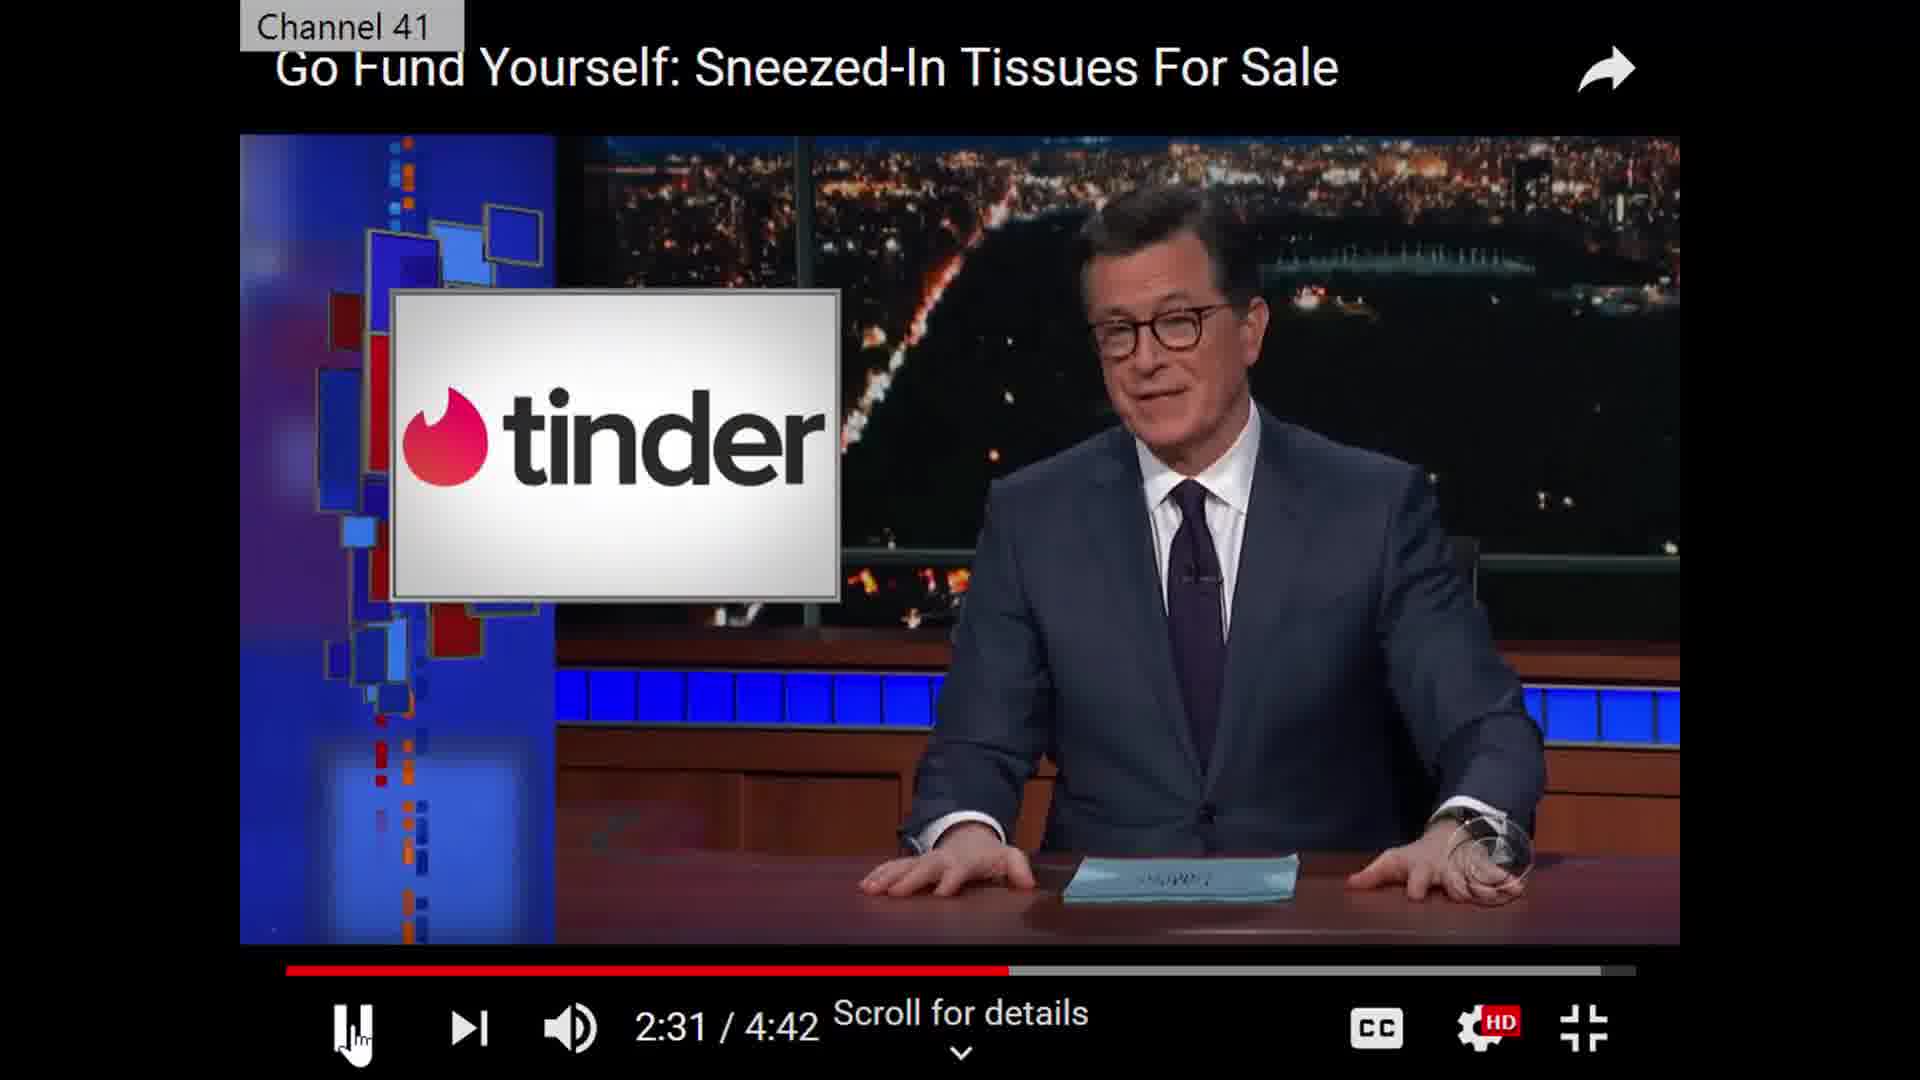 Channel 41
Go Fund Yourself: Sneezed-In Tissues For Sale
tinder
2:31 / 4:42
Scroll for details
CC
HD